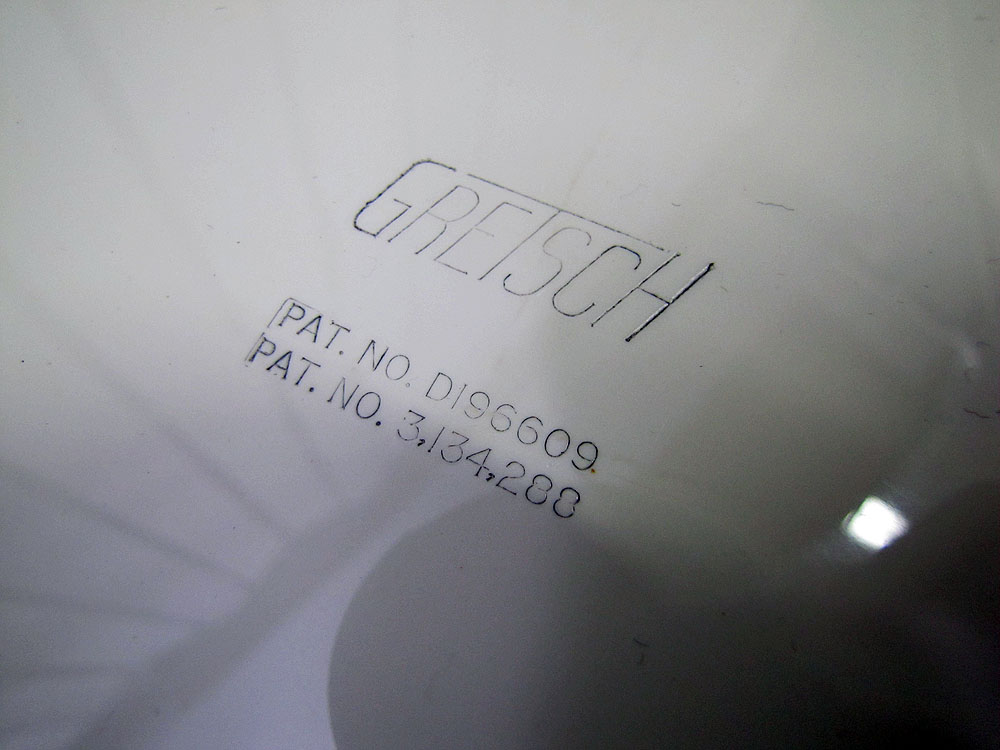 GRETSCH
PAT. NO. D196609
PAT. NO. 3,134,288